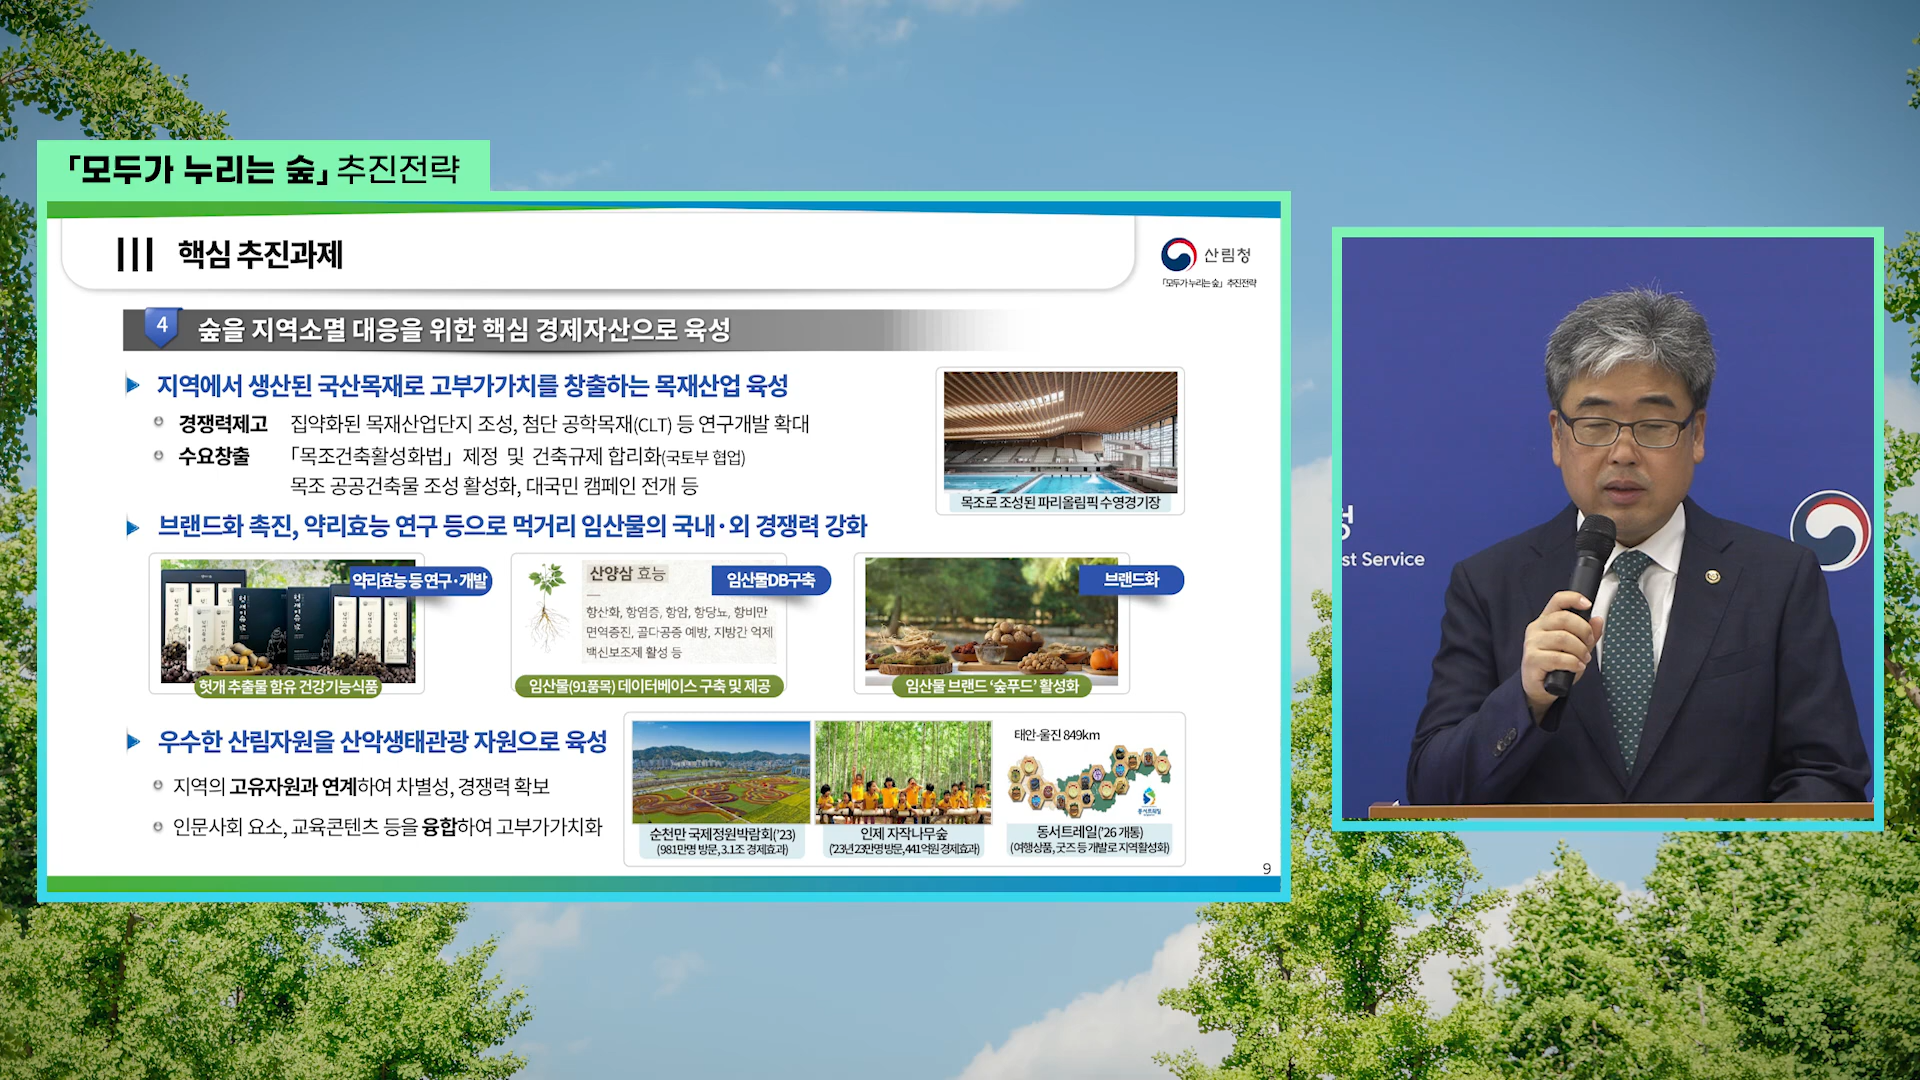 「모두가 누리는 숲」 추진전략
III 핵심 추진과제
산림청
「모두가 누리는 숲」 추진전략
4 숲을 지역소멸 대응을 위한 핵심 경제자산으로 육성
지역에서 생산된 국산목재로 고부가가치를 창출하는 목재산업 육성
경쟁력제고 집약화된 목재산업단지 조성, 첨단 공학목재(CLT) 등 연구개발 확대
수요창출 「목조건축활성화법」 제정 및 건축규제 합리화(국토부 협업)
목조 공공건축물 조성 활성화, 대국민 캠페인 전개 등
목조로 조성된 파리올림픽 수영경기장
브랜드화 촉진, 약리효능 연구 등으로 먹거리 임산물의 국내·외 경쟁력 강화
약리효능 등 연구·개발
헛개 추출물 함유 건강기능식품
산양삼 효능
임산물DB구축
항산화, 항염증, 항암, 항당뇨, 항비만
면역증진, 골다공증 예방, 지방간 억제
백신보조제 활성 등
임산물(91품목) 데이터베이스 구축 및 제공
브랜드화
임산물 브랜드 '숲푸드' 활성화
우수한 산림자원을 산악생태관광 자원으로 육성
지역의 고유자원과 연계하여 차별성, 경쟁력 확보
인문사회 요소, 교육콘텐츠 등을 융합하여 고부가가치화
순천만 국제정원박람회('23)
(981만명 방문, 3.1조 경제효과)
인제 자작나무숲
('23년 23만명 방문, 441억원 경제효과)
태안-울진 849km
동서트레일
동서트레일('26 개통)
(여행상품, 굿즈 등 개발로 지역활성화)
9
청
st Service